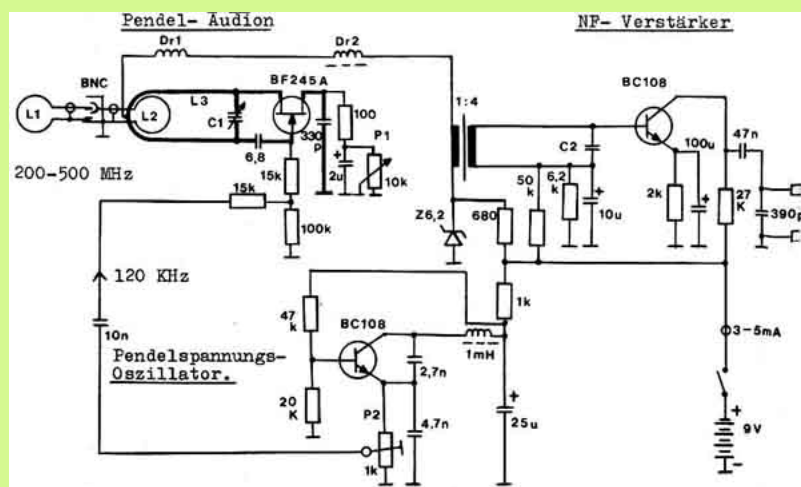 Pendel- Audion
NF- Verstärker
Dr1
Dr2
BNC
BF245A
BC108
L1
L2
L3
C1
6,8
330
P
100
P1
2u
10k
1:4
C2
100u
47n
200-500 MHz
15k
15k
100k
50
k
6,2
k
10u
2k
27
K
390p
Z6,2
680
120 KHz
47
k
BC108
1k
1mH
3-5mA
10n
Pendelspannungs-
Oszillator.
2,7n
20
K
P2
1k
4.7n
25u
9V